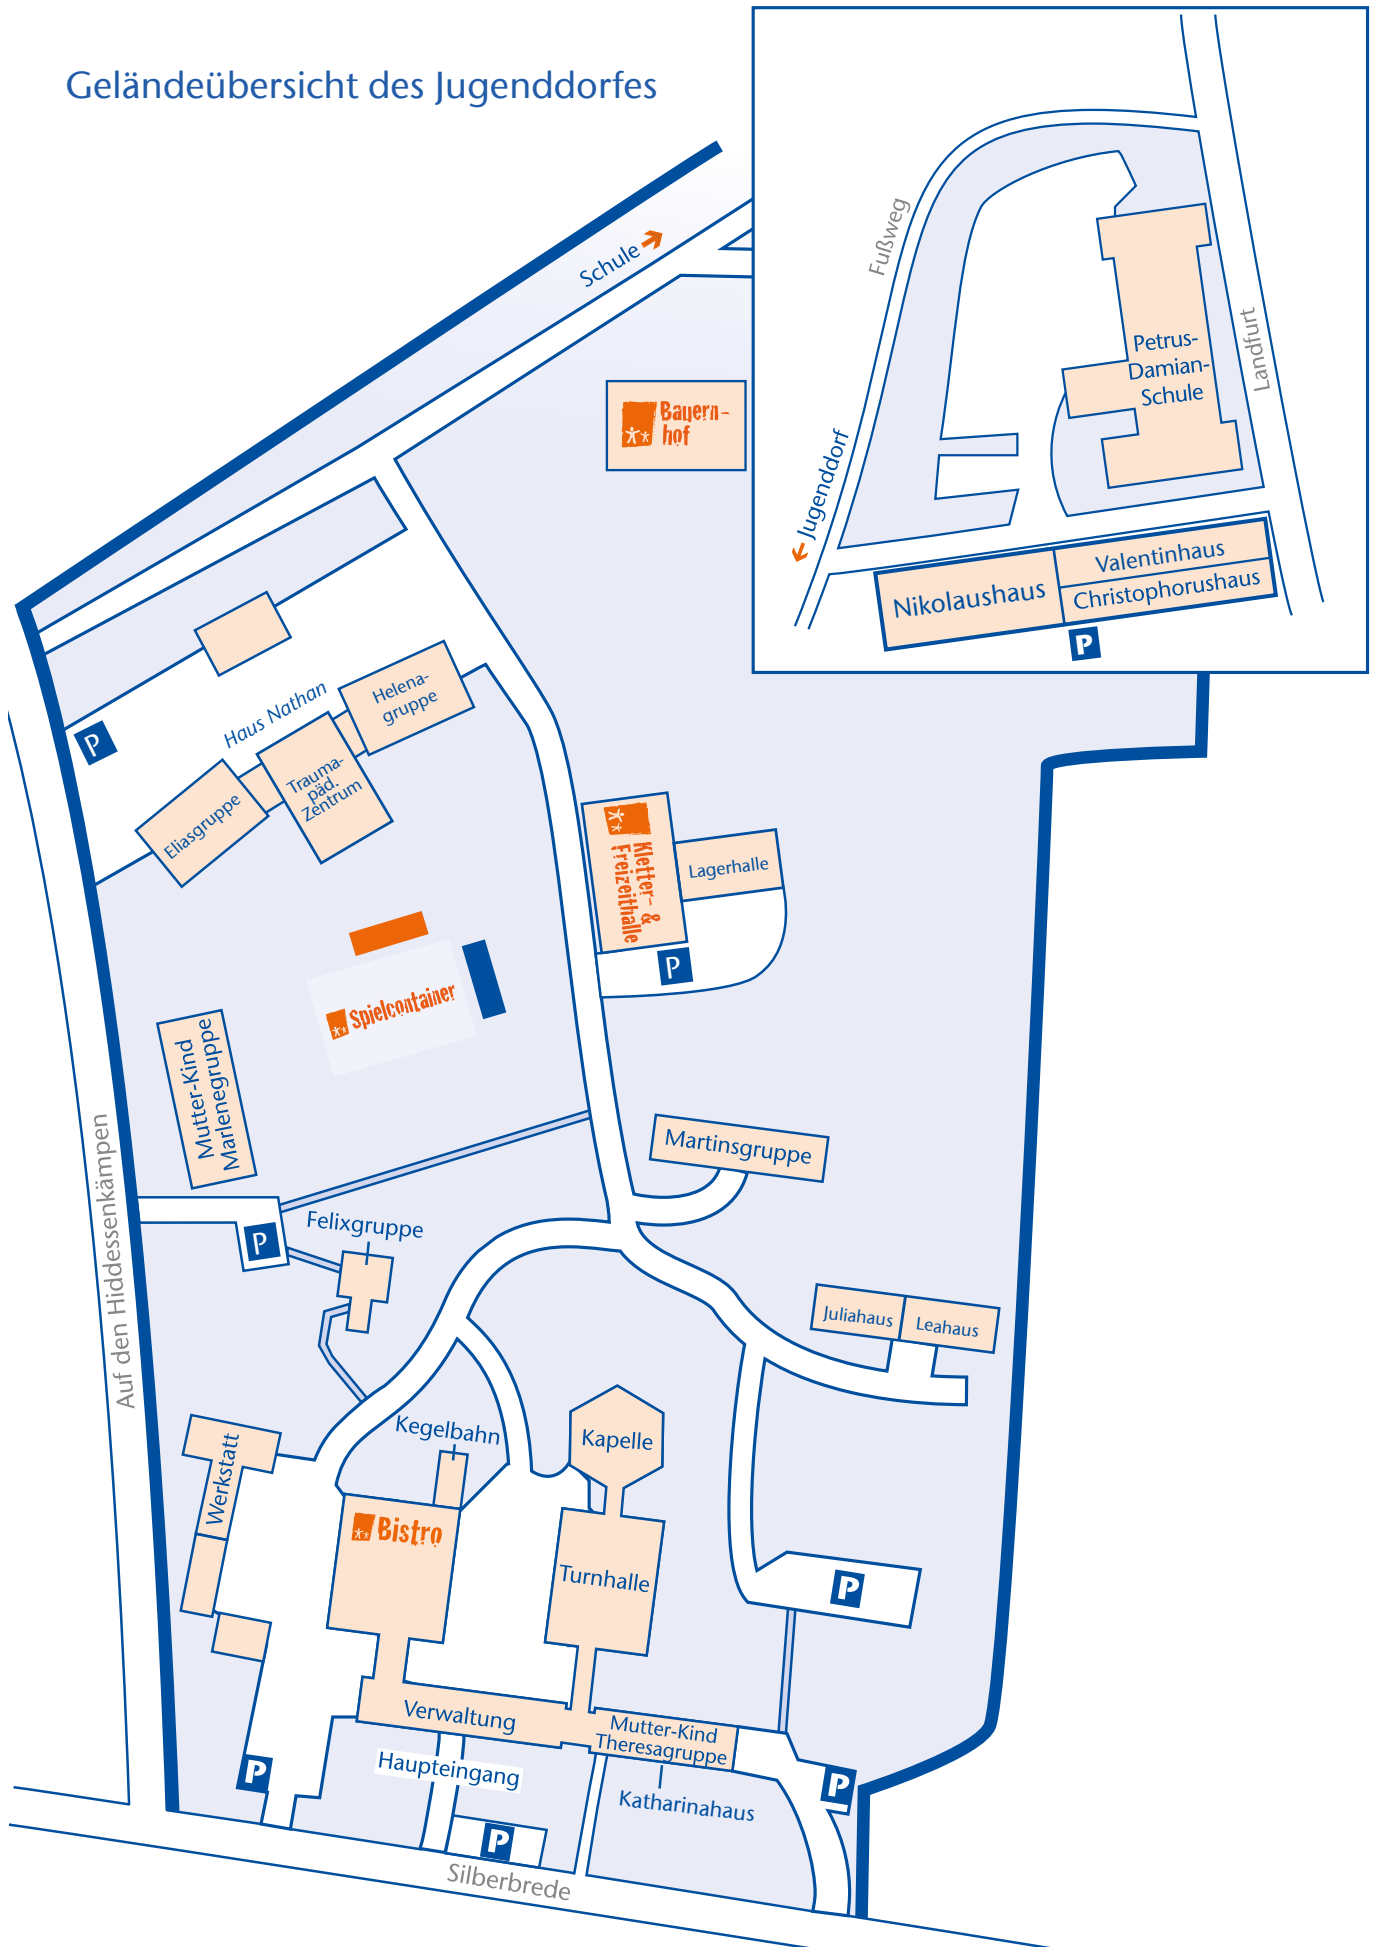 Geländeübersicht des Jugenddorfes
Schule
Fußweg
Landfurt
Petrus-
Damian-
Schule
Jugenddorf
Nikolaushaus
Valentinhaus
Christophorushaus
P
Bauern-
hof
P
Haus Nathan
Helena-
gruppe
Trauma-
päd.
Zentrum
Eliasgruppe
Kletter- &
Freizeithalle
Lagerhalle
P
Spielcontainer
Mutter-Kind
Marlenegruppe
Auf den Hiddessenkämpen
Martinsgruppe
P
Felixgruppe
Juliahaus
Leahaus
Kegelbahn
Kapelle
Werkstatt
Bistro
Turnhalle
P
Verwaltung
Mutter-Kind
Theresagruppe
Haupteingang
Katharinahaus
P
P
P
Silberbrede